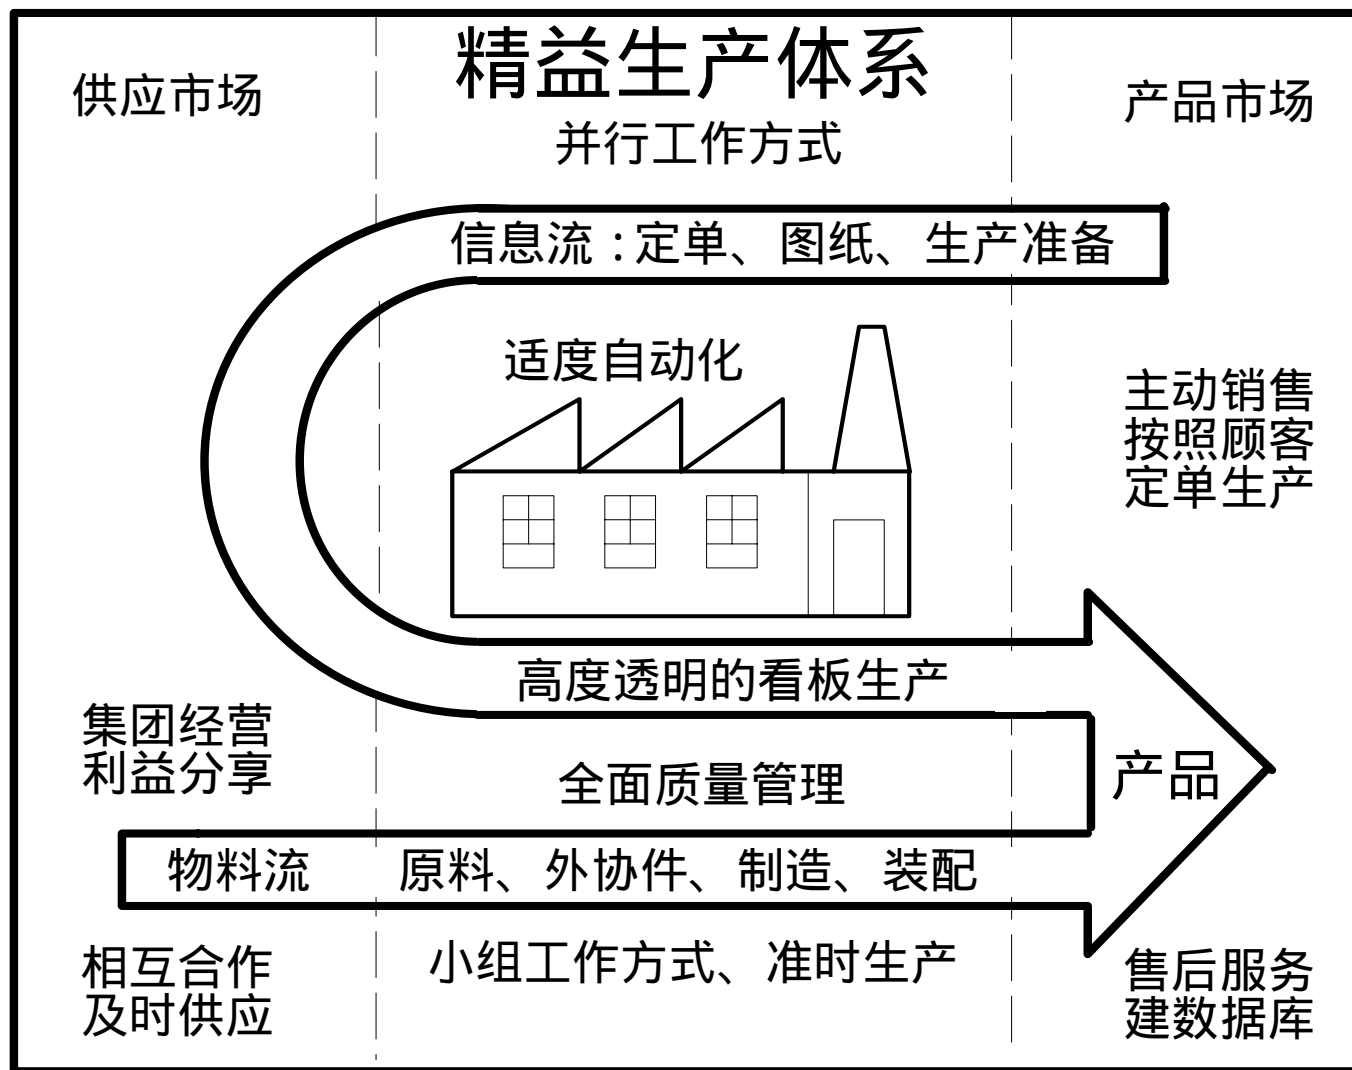 精益生产体系
供应市场
产品市场
并行工作方式
信息流:定单、图纸、生产准备
适度自动化
主动销售
按照顾客
定单生产
高度透明的看板生产
集团经营
利益分享
全面质量管理
产品
物料流 原料、外协件、制造、装配
相互合作
及时供应
小组工作方式、准时生产
售后服务
建数据库